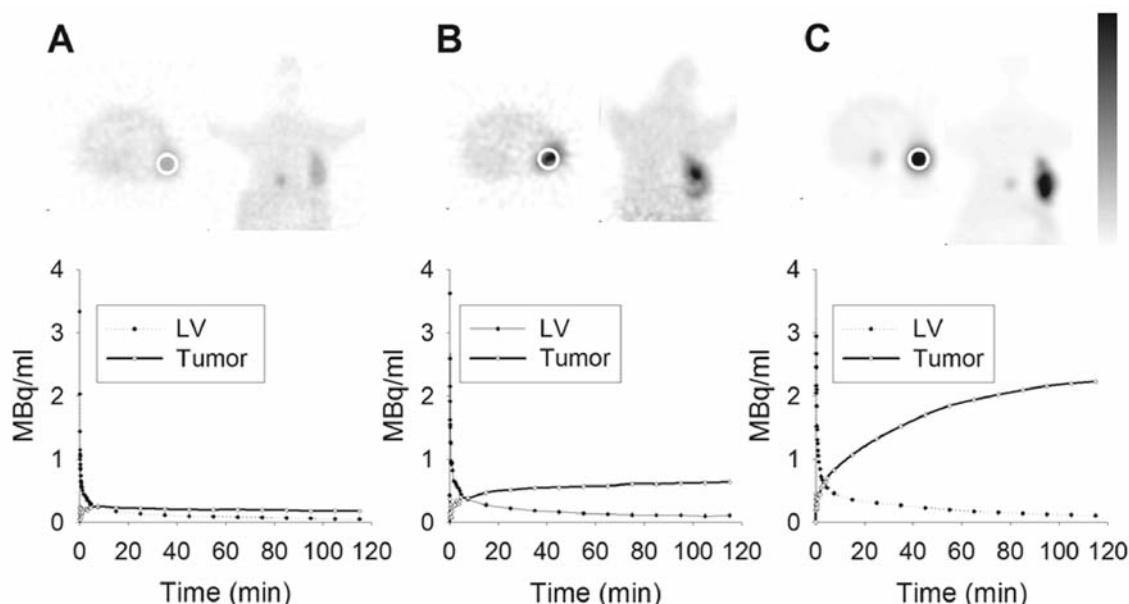 A B C
4 4 4
LV LV LV
Tumor Tumor Tumor
3 3 3
2 2 2
1 1 1
0 0 0
MBq/ml MBq/ml MBq/ml
0 20 40 60 80 100 120 0 20 40 60 80 100 120 0 20 40 60 80 100 120
Time (min) Time (min) Time (min)